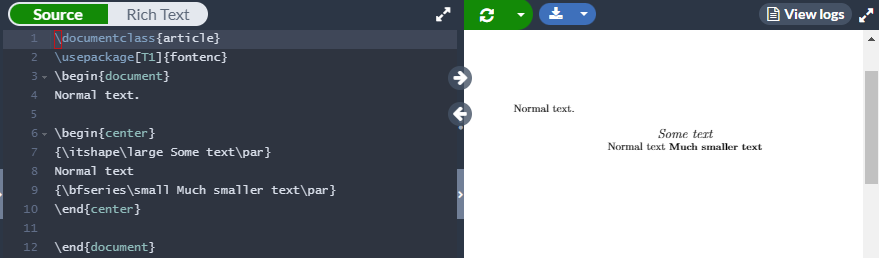 Source Rich Text View logs
1 \documentclass{article}
2 \usepackage[T1]{fontenc}
3 \begin{document}
4 Normal text.
5
6 \begin{center}
7 {\itshape\large Some text\par}
8 Normal text
9 {\bfseries\small Much smaller text\par}
10 \end{center}
11
12 \end{document}
Normal text.
Some text
Normal text Much smaller text